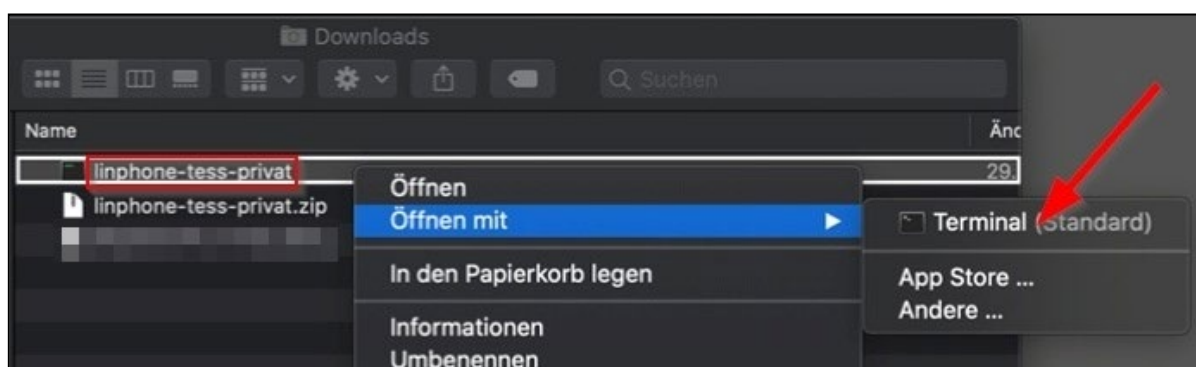 Downloads
Suchen
Name Änd
linphone-tess-privat 29.
linphone-tess-privat.zip
Öffnen
Öffnen mit
In den Papierkorb legen
Informationen
Umbenennen
Terminal (Standard)
App Store ...
Andere ...